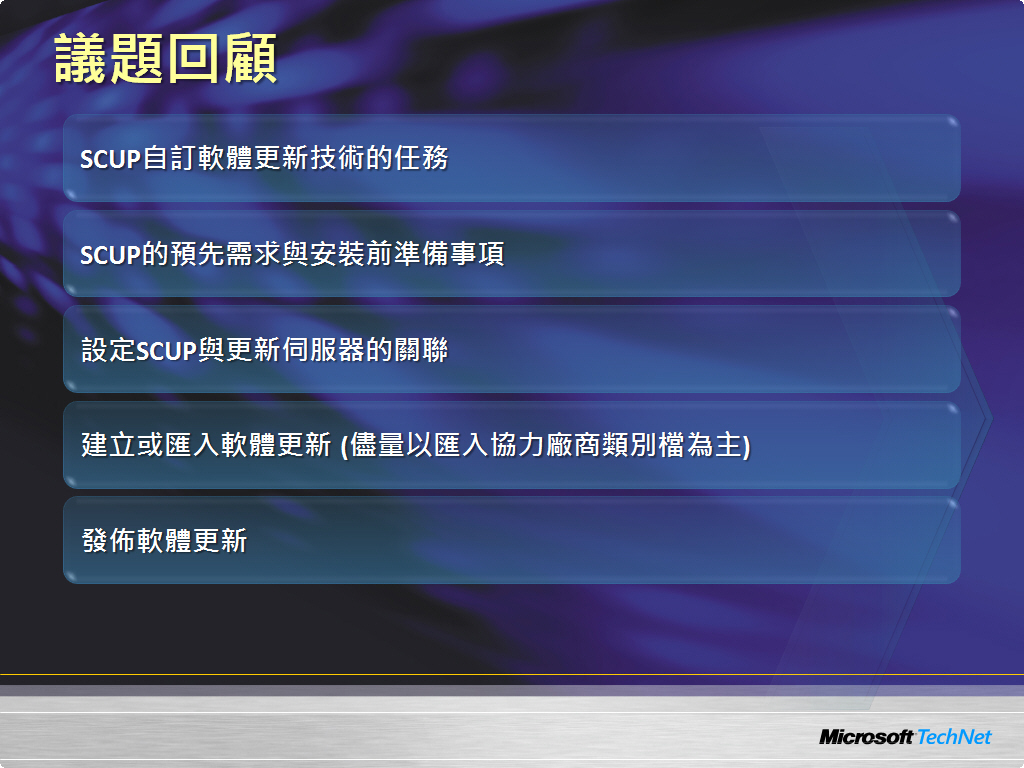 議題回顧
SCUP自訂軟體更新技術的任務
SCUP的預先需求與安裝前準備事項
設定SCUP與更新伺服器的關聯
建立或匯入軟體更新 (儘量以匯入協力廠商類別檔為主)
發佈軟體更新
Microsoft TechNet